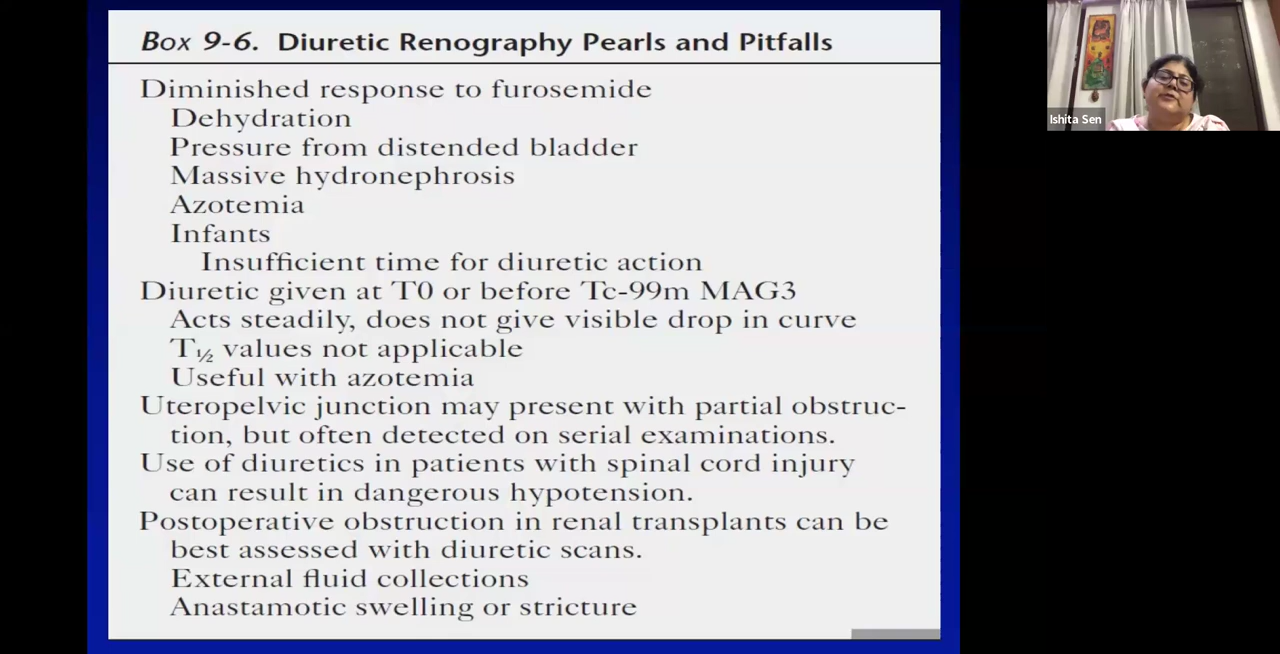 Box 9-6. Diuretic Renography Pearls and Pitfalls
Diminished response to furosemide
Dehydration
Pressure from distended bladder
Massive hydronephrosis
Azotemia
Infants
Insufficient time for diuretic action
Diuretic given at T0 or before Tc-99m MAG3
Acts steadily, does not give visible drop in curve
T½ values not applicable
Useful with azotemia
Uteropelvic junction may present with partial obstruc-
tion, but often detected on serial examinations.
Use of diuretics in patients with spinal cord injury
can result in dangerous hypotension.
Postoperative obstruction in renal transplants can be
best assessed with diuretic scans.
External fluid collections
Anastamotic swelling or stricture
Ishita Sen